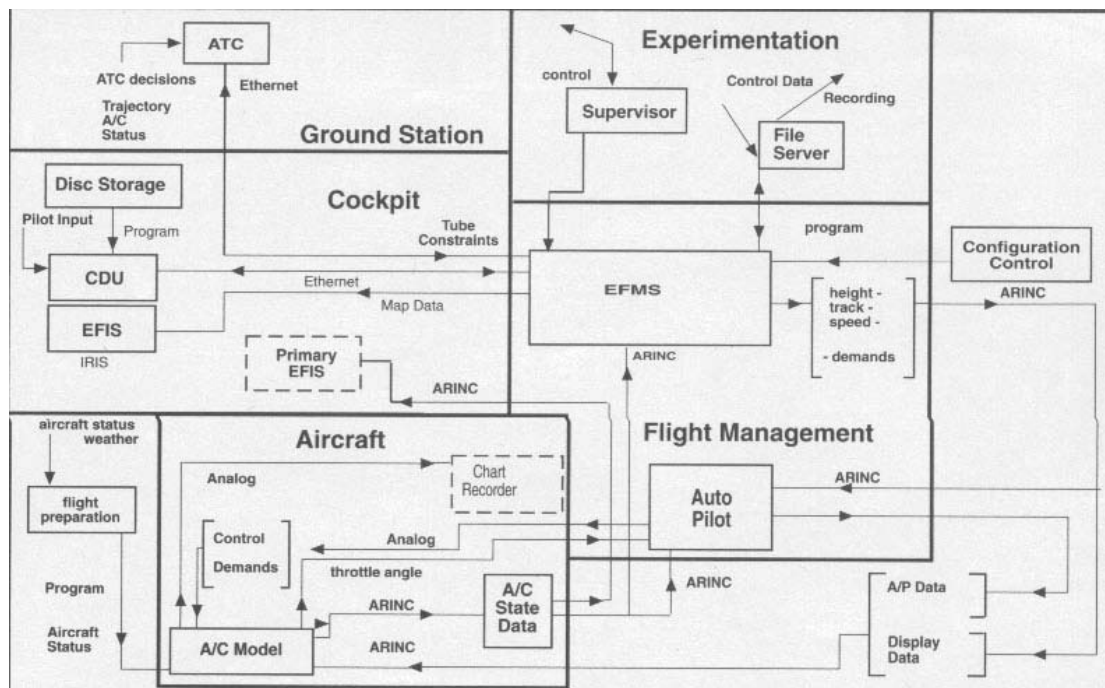 ATC
ATC decisions
Ethernet
Trajectory
A/C
Status
Ground Station
Experimentation
control
Supervisor
Control Data
Recording
File
Server
Disc Storage
Cockpit
Pilot Input
Program
CDU
EFIS
IRIS
Tube
Constraints
Ethernet
Map Data
Primary
EFIS
ARINC
EFMS
program
Configuration
Control
height -
track -
speed -
- demands
ARINC
ARINC
Flight Management
Auto
Pilot
ARINC
ARINC
aircraft status
weather
flight
preparation
Program
Aircraft
Status
Aircraft
Analog
Chart
Recorder
Control
Demands
Analog
throttle angle
ARINC
A/C
State
Data
A/C Model
ARINC
A/P Data
Display
Data